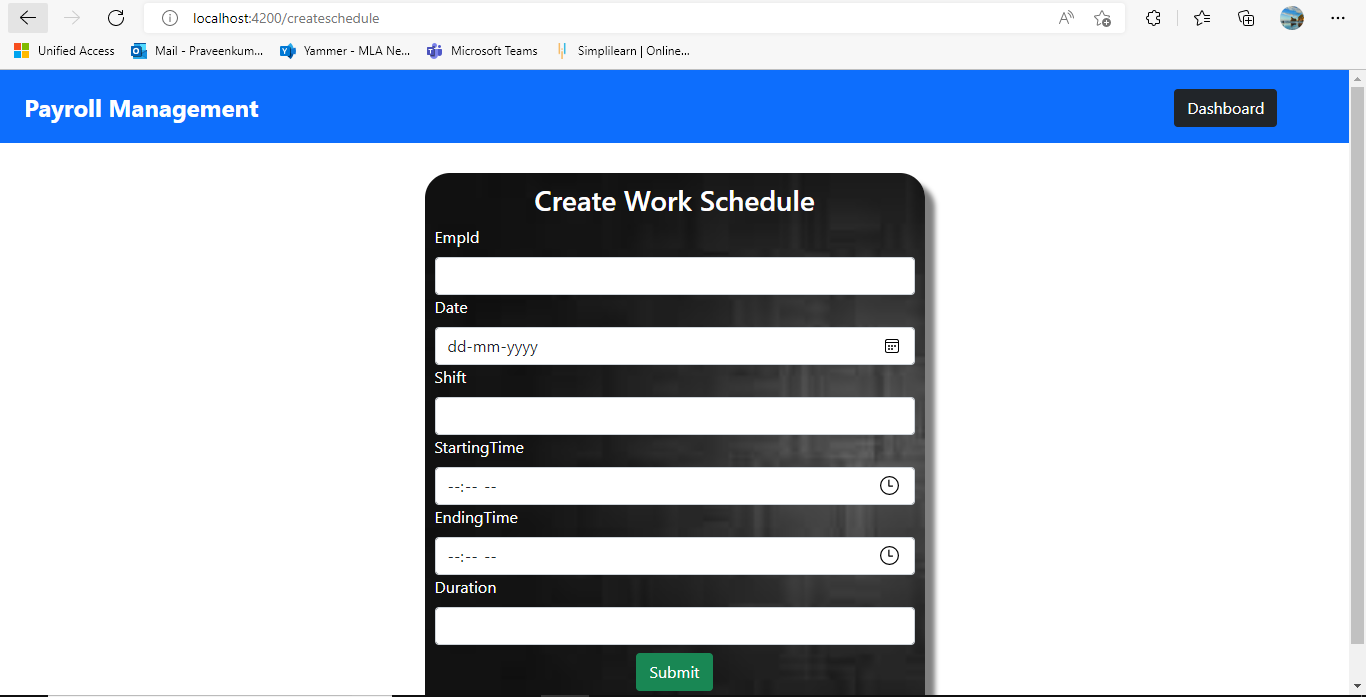 localhost:4200/createschedule
Unified Access Mail - Praveenkum... Yammer - MLA Ne... Microsoft Teams Simplilearn | Online...
Payroll Management
Dashboard
Create Work Schedule
EmpId
Date
dd-mm-yyyy
Shift
StartingTime
--:-- --
EndingTime
--:-- --
Duration
Submit